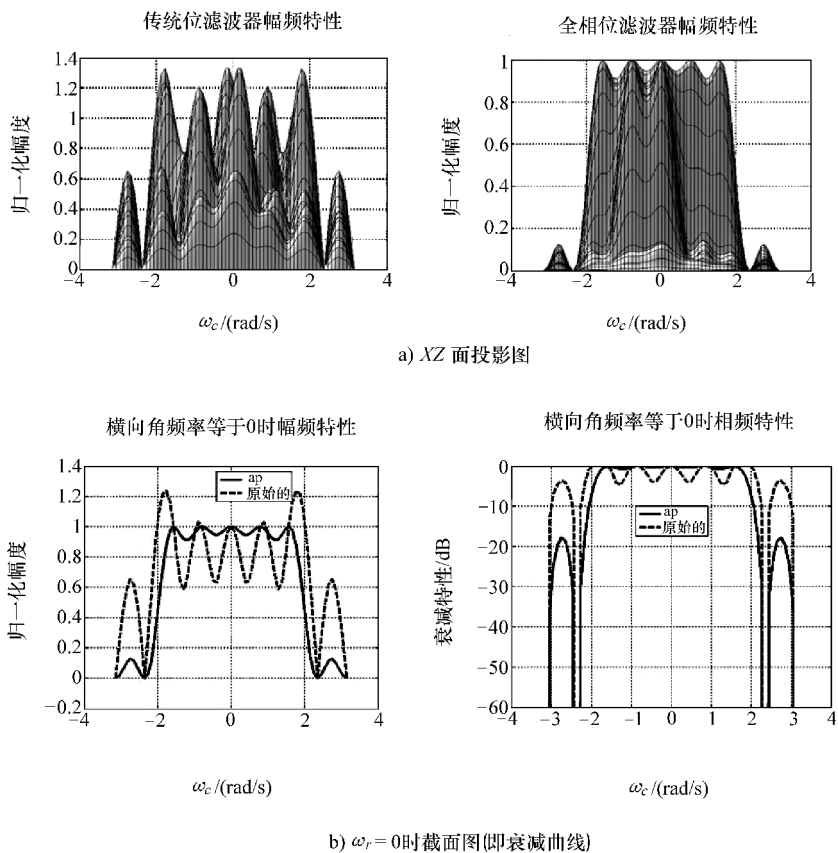 传统位滤波器幅频特性
1.4
1.2
1
0.8
0.6
0.4
0.2
0
−4 −2 0 2 4
归一化幅度
ω_c/(rad/s)
全相位滤波器幅频特性
1
0.8
0.6
0.4
0.2
0
−4 −2 0 2 4
归一化幅度
ω_c/(rad/s)
a) XZ 面投影图
横向角频率等于0时幅频特性
1.4
1.2
1
0.8
0.6
0.4
0.2
0
−0.2
−4 −2 0 2 4
归一化幅度
ap
原始的
ω_c/(rad/s)
横向角频率等于0时相频特性
0
−10
−20
−30
−40
−50
−60
−4 −3 −2 −1 0 1 2 3 4
衰减特性/dB
ap
原始的
ω_c/(rad/s)
b) ω_r = 0时截面图(即衰减曲线)